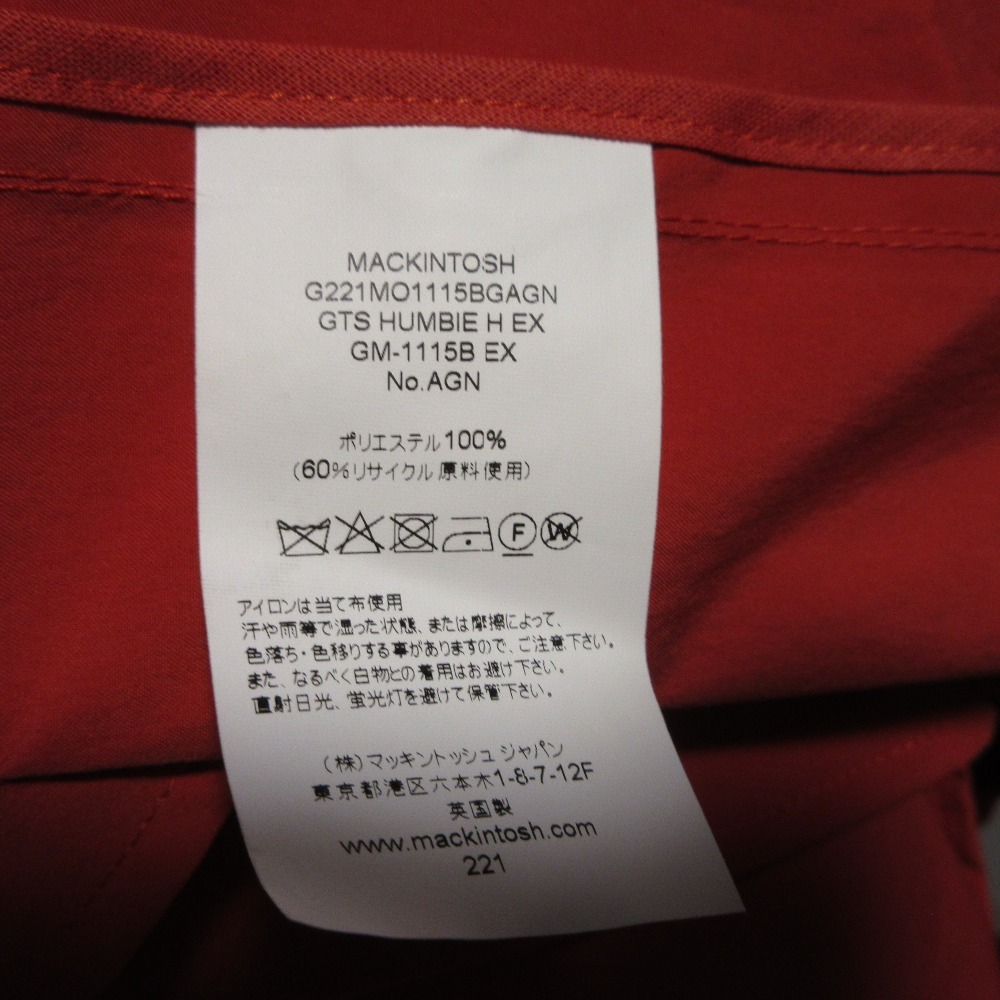 MACKINTOSH
G221MO1115BGAGN
GTS HUMBIE H EX
GM-1115B EX
No.AGN
ポリエステル100%
(60%リサイクル原料使用)
F W
アイロンは当て布使用
汗や雨等で湿った状態、または摩擦によって、
色落ち・色移りする事がありますので、ご注意下さい。
また、なるべく白物との着用はお避け下さい。
直射日光、蛍光灯を避けて保管下さい。
(株)マッキントッシュ ジャパン
東京都港区六本木1-8-7-12F
英国製
www.mackintosh.com
221